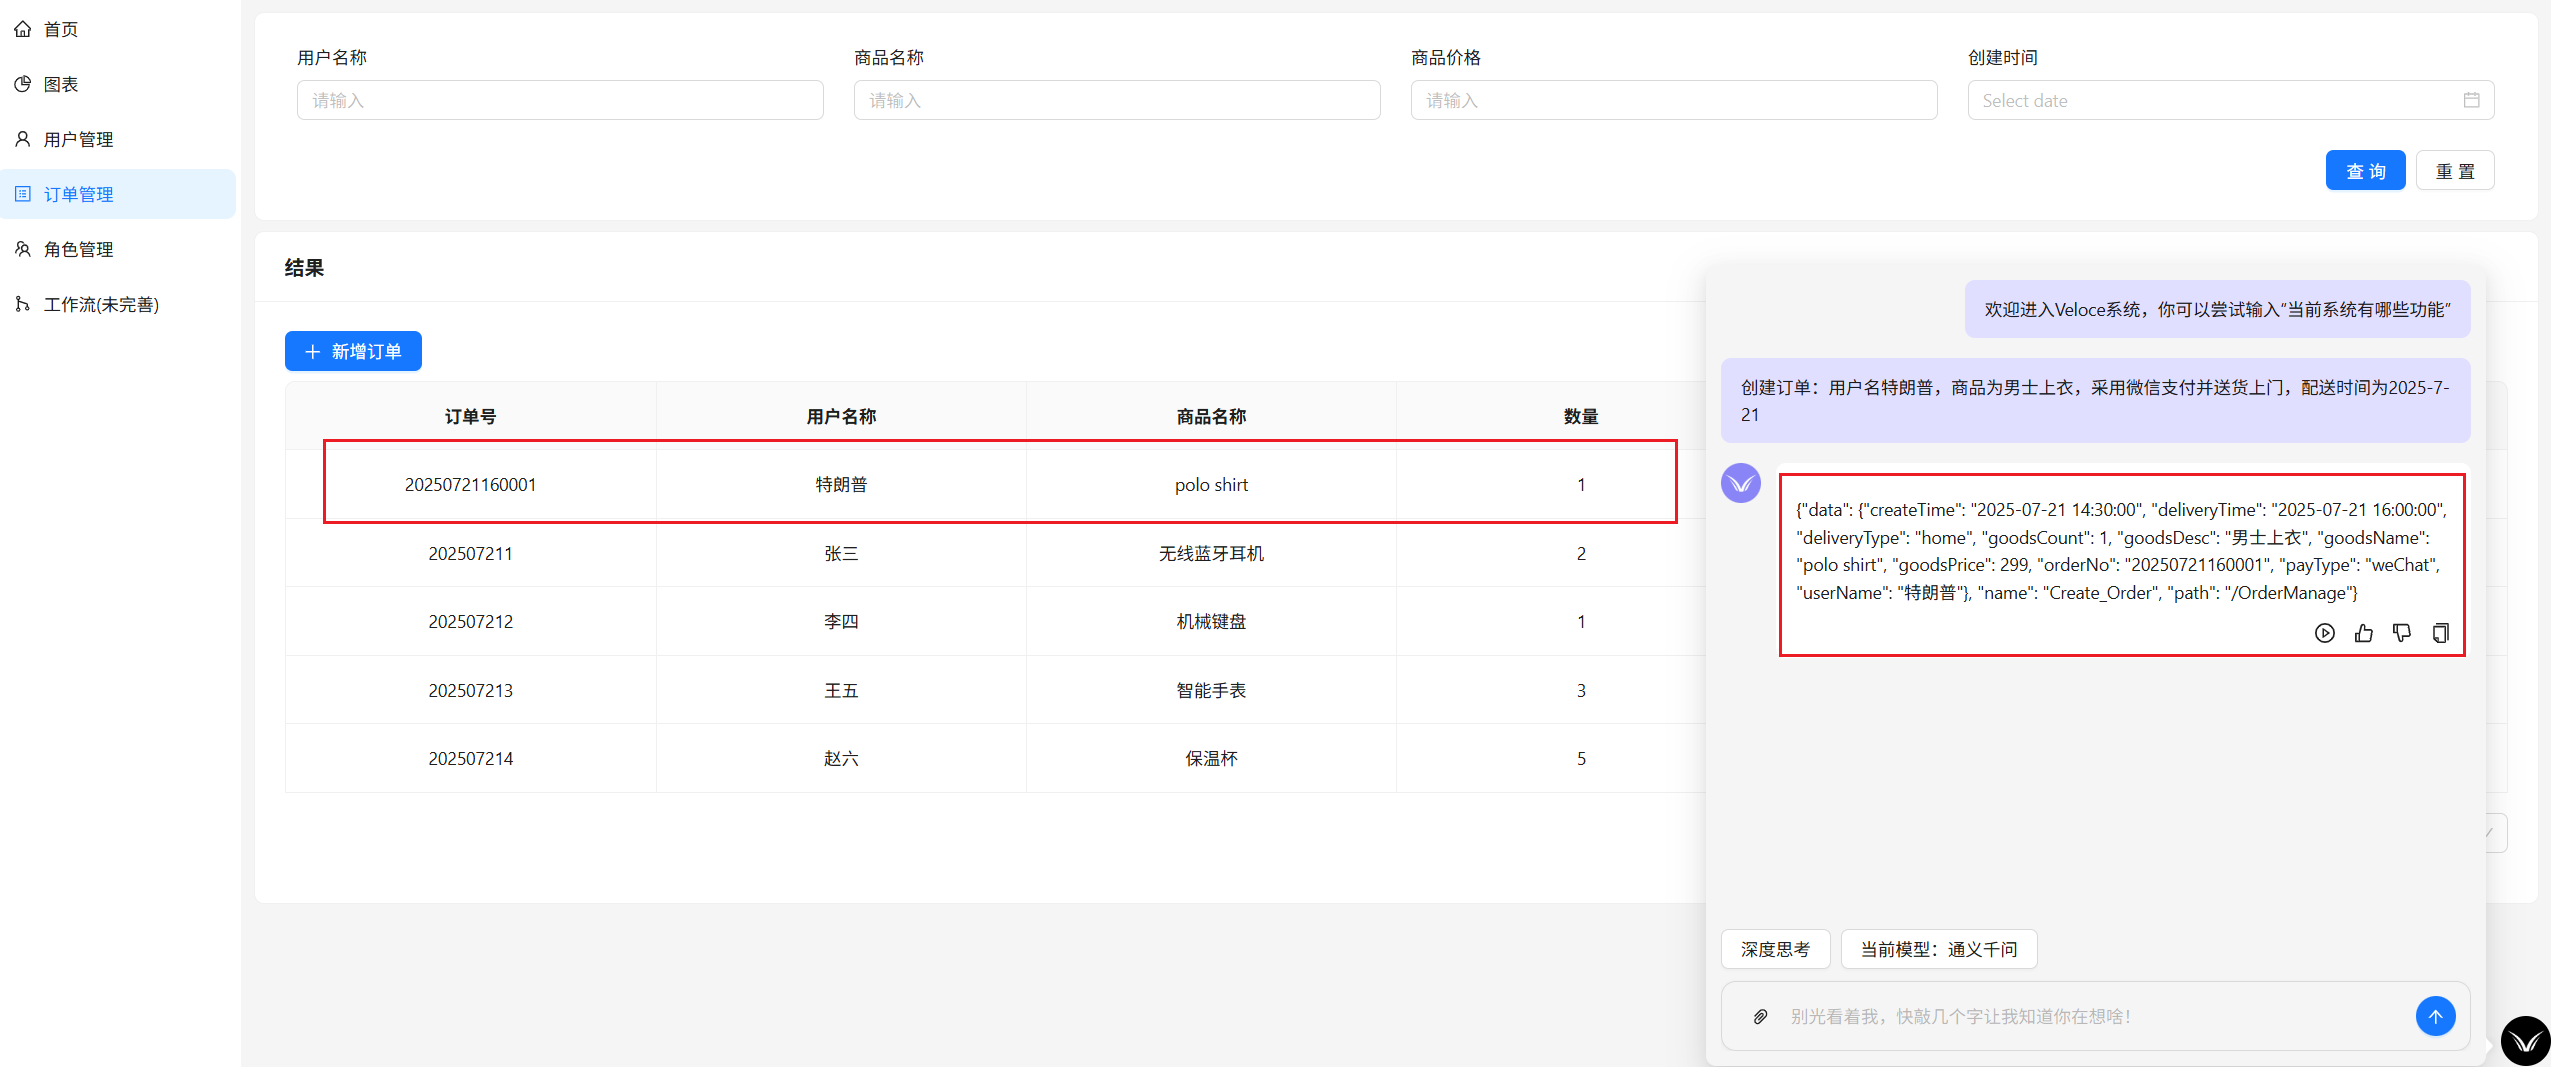 首页
图表
用户管理
订单管理
角色管理
工作流(未完善)
用户名称
商品名称
商品价格
创建时间
请输入
请输入
请输入
Select date
查 询
重 置
结果
新增订单
订单号
用户名称
商品名称
数量
20250721160001
特朗普
polo shirt
1
202507211
张三
无线蓝牙耳机
2
202507212
李四
机械键盘
1
202507213
王五
智能手表
3
202507214
赵六
保温杯
5
欢迎进入Veloce系统，你可以尝试输入“当前系统有哪些功能”
创建订单：用户名特朗普，商品为男士上衣，采用微信支付并送货上门，配送时间为2025-7-
21
{"data": {"createTime": "2025-07-21 14:30:00", "deliveryTime": "2025-07-21 16:00:00",
"deliveryType": "home", "goodsCount": 1, "goodsDesc": "男士上衣", "goodsName":
"polo shirt", "goodsPrice": 299, "orderNo": "20250721160001", "payType": "weChat",
"userName": "特朗普"}, "name": "Create_Order", "path": "/OrderManage"}
深度思考
当前模型：通义千问
别光看着我，快敲几个字让我知道你在想啥！